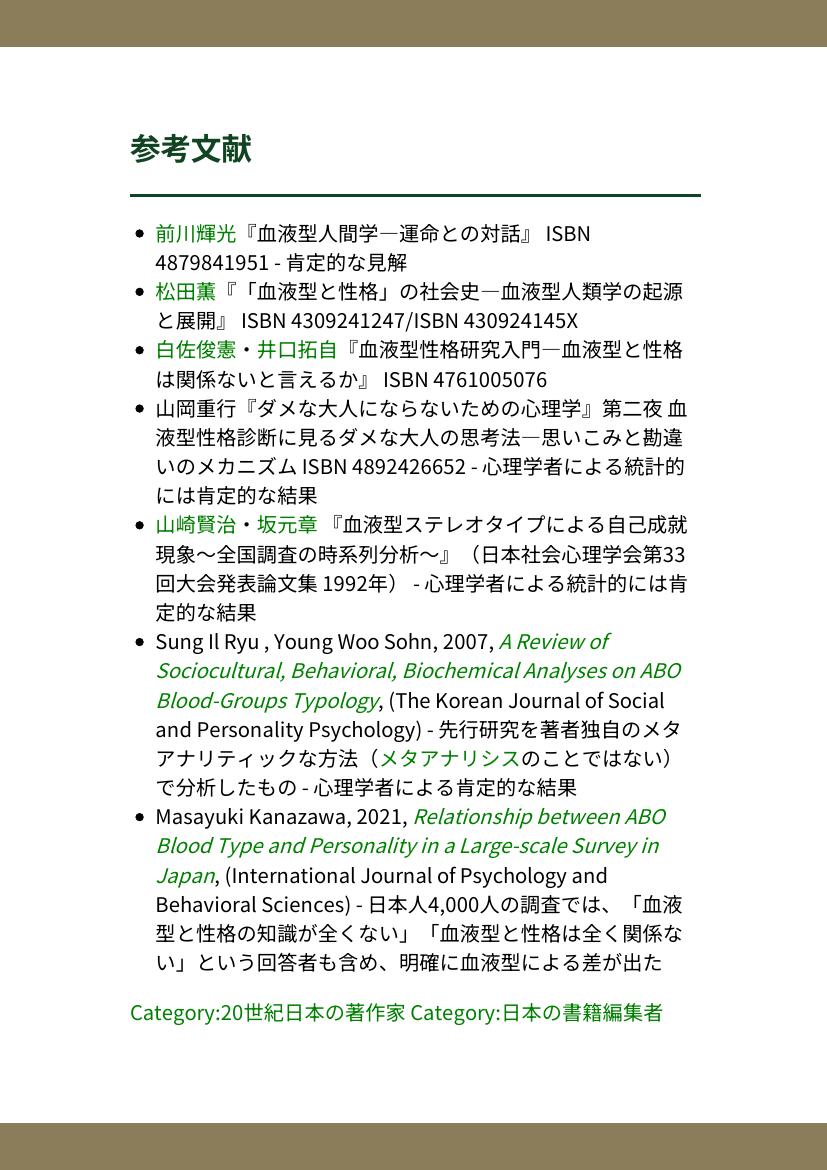 参考文献
前川輝光『血液型人間学―運命との対話』 ISBN
4879841951 - 肯定的な見解
松田薫『「血液型と性格」の社会史―血液型人類学の起源
と展開』 ISBN 4309241247/ISBN 430924145X
白佐俊憲・井口拓自『血液型性格研究入門―血液型と性格
は関係ないと言えるか』 ISBN 4761005076
山岡重行『ダメな大人にならないための心理学』第二夜 血
液型性格診断に見るダメな大人の思考法―思いこみと勘違
いのメカニズム ISBN 4892426652 - 心理学者による統計的
には肯定的な結果
山崎賢治・坂元章 『血液型ステレオタイプによる自己成就
現象〜全国調査の時系列分析〜』（日本社会心理学会第33
回大会発表論文集 1992年） - 心理学者による統計的には肯
定的な結果
Sung Il Ryu , Young Woo Sohn, 2007, A Review of
Sociocultural, Behavioral, Biochemical Analyses on ABO
Blood-Groups Typology, (The Korean Journal of Social
and Personality Psychology) - 先行研究を著者独自のメタ
アナリティックな方法（メタアナリシスのことではない）
で分析したもの - 心理学者による肯定的な結果
Masayuki Kanazawa, 2021, Relationship between ABO
Blood Type and Personality in a Large-scale Survey in
Japan, (International Journal of Psychology and
Behavioral Sciences) - 日本人4,000人の調査では、「血液
型と性格の知識が全くない」「血液型と性格は全く関係な
い」という回答者も含め、明確に血液型による差が出た
Category:20世紀日本の著作家 Category:日本の書籍編集者